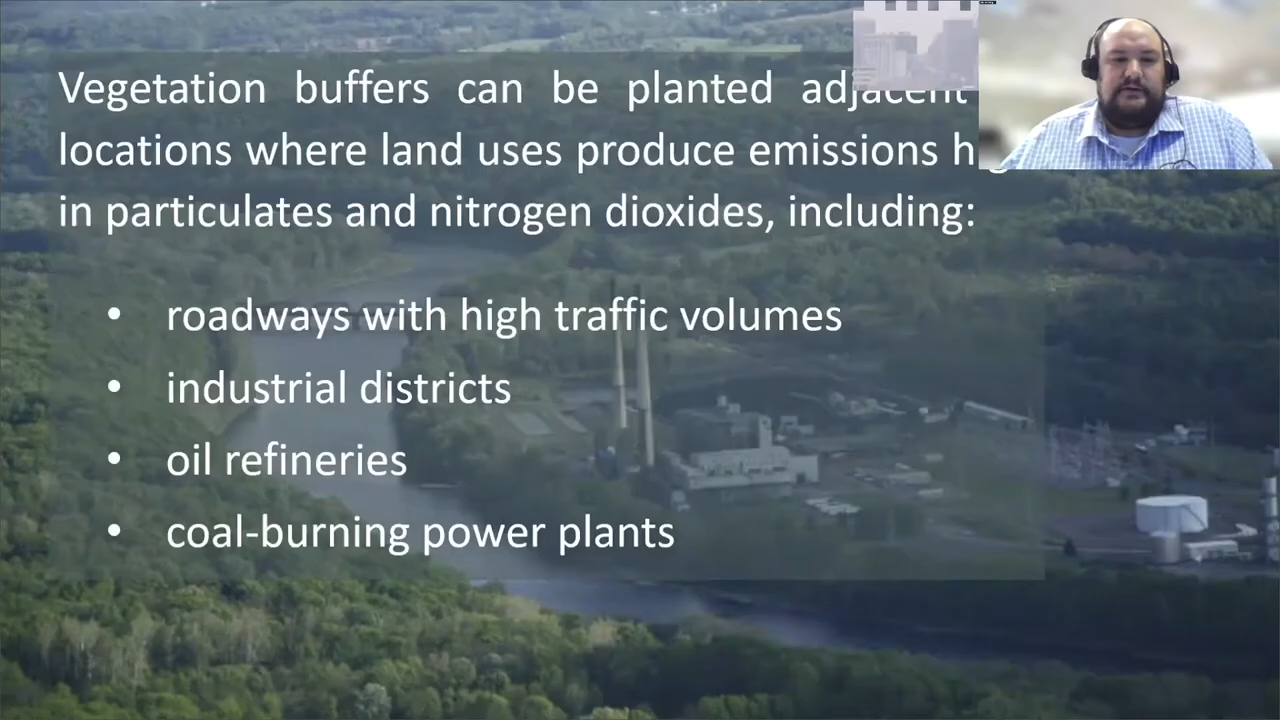 Vegetation buffers can be planted adjacent
locations where land uses produce emissions h
in particulates and nitrogen dioxides, including:
• roadways with high traffic volumes
• industrial districts
• oil refineries
• coal-burning power plants